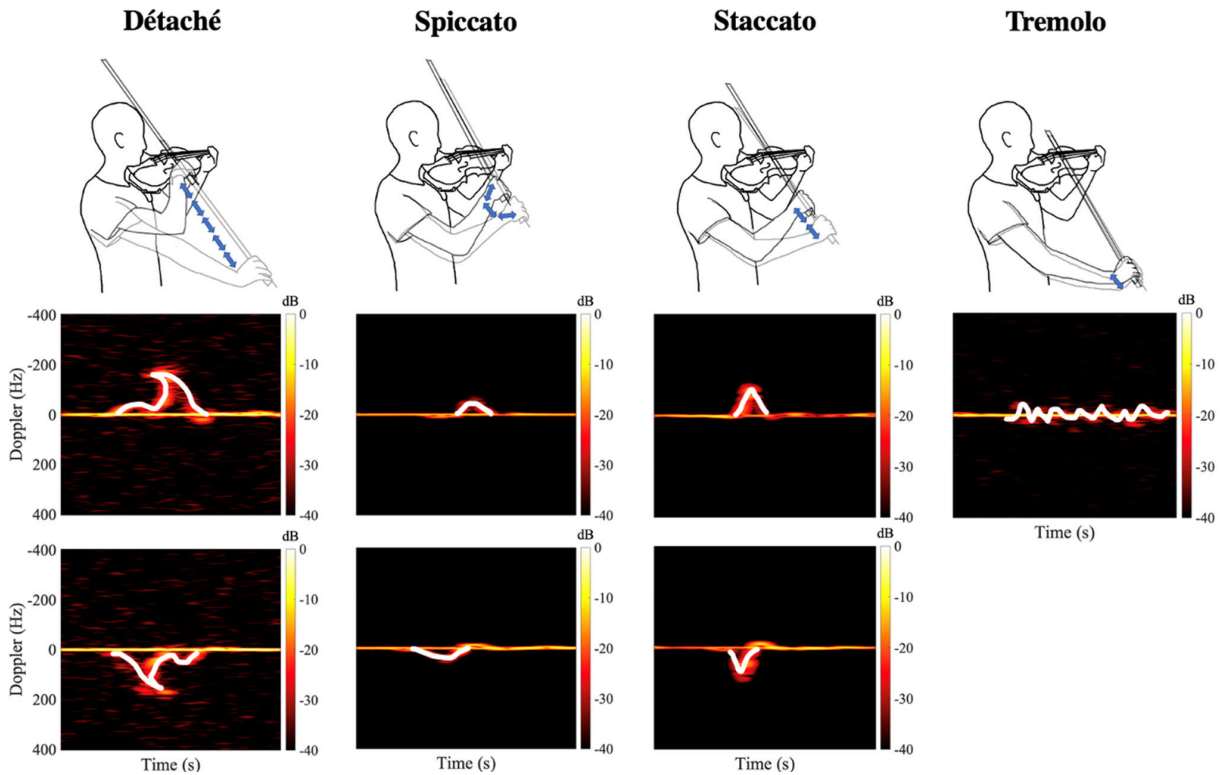 Détaché Spiccato Staccato Tremolo
dB dB dB dB
-400 0 0 0 0
-200 -10 -10 -10 -10
0 -20 -20 -20 -20
200 -30 -30 -30 -30
400 -40 -40 -40 -40
Doppler (Hz)
Time (s)
dB dB dB
-400 0 0 0
-200 -10 -10 -10
0 -20 -20 -20
200 -30 -30 -30
400 -40 -40 -40
Doppler (Hz)
Time (s) Time (s) Time (s)